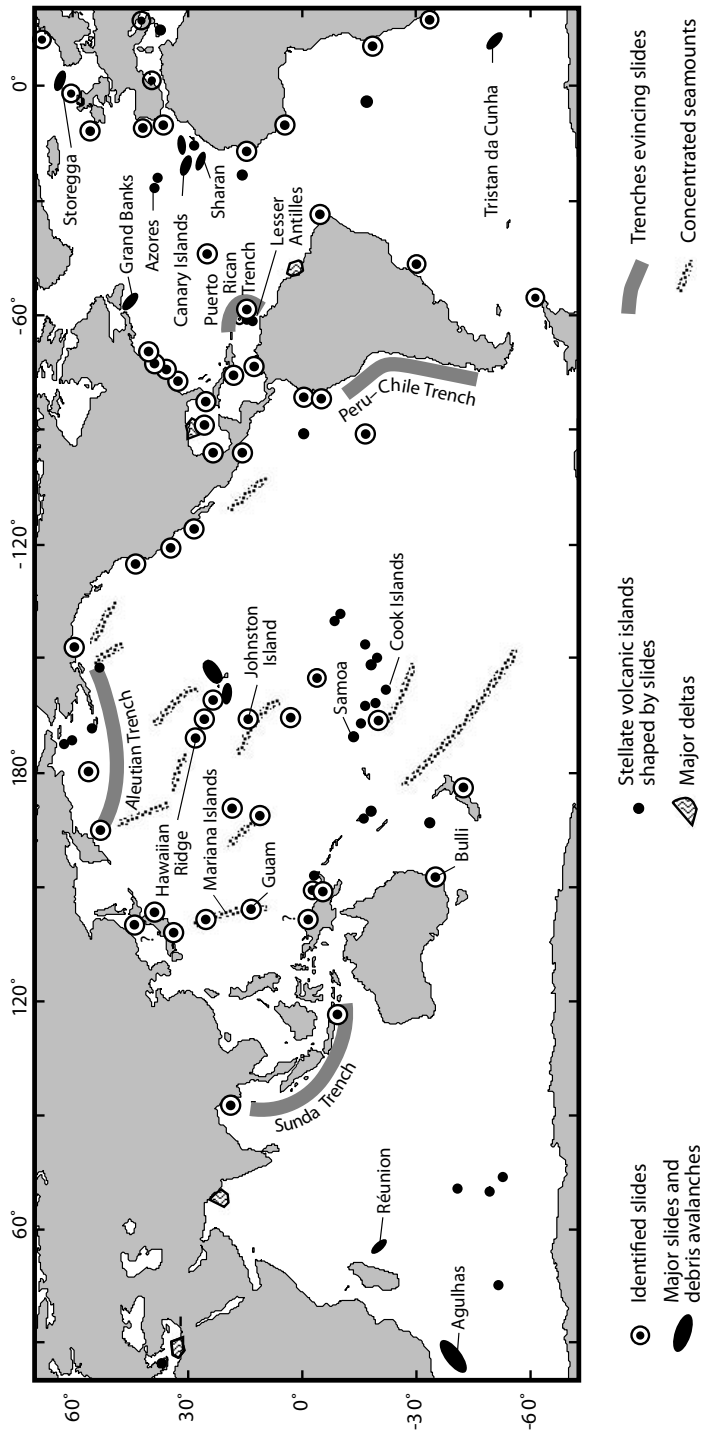 60°
30°
0°
-30°
-60°
60°
120°
180°
-120°
-60°
0°
Agulhas
Réunion
Sunda Trench
Bulli
Guam
Mariana Islands
Hawaiian
Ridge
Aleutian Trench
Johnston
Island
Samoa
Cook Islands
Peru–Chile Trench
Puerto
Rican
Trench
Lesser
Antilles
Grand Banks
Azores
Canary Islands
Sharan
Storegga
Tristan da Cunha
Identified slides
Major slides and
debris avalanches
Stellate volcanic islands
shaped by slides
Major deltas
Trenches evincing slides
Concentrated seamounts